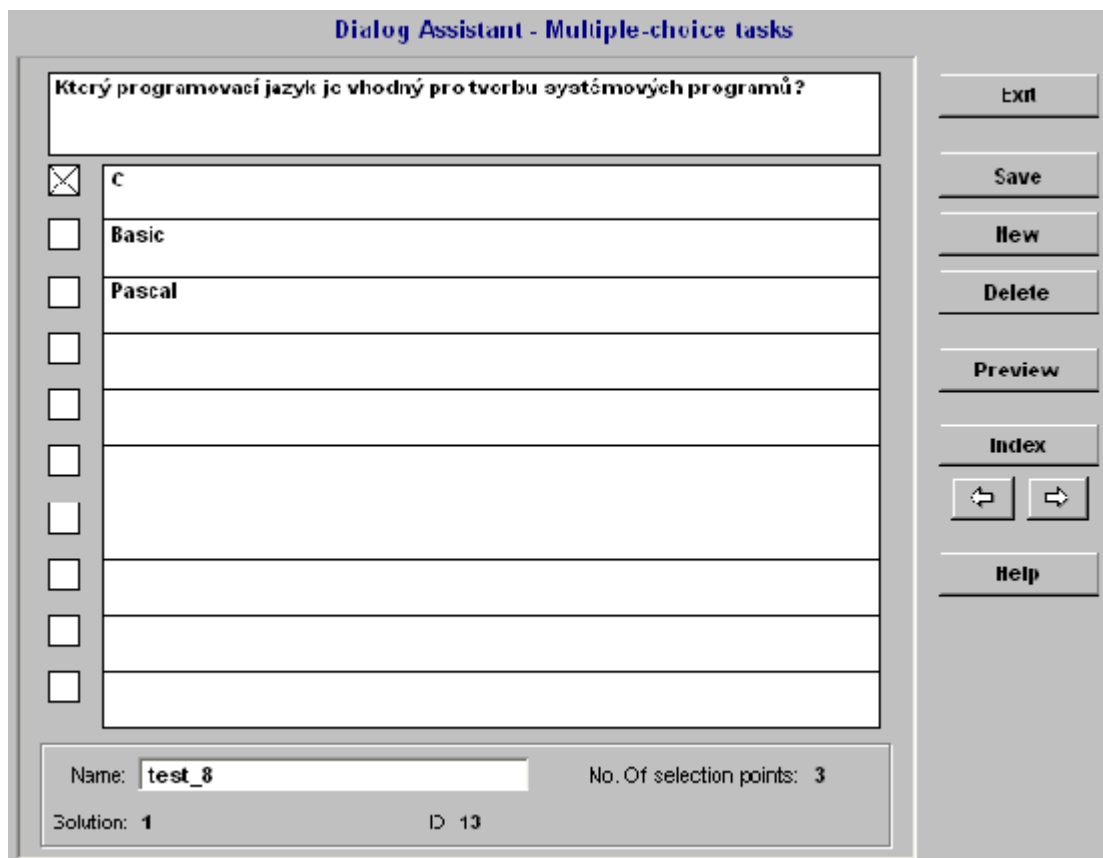 Dialog Assistant - Multiple-choice tasks
Který programovací jazyk je vhodný pro tvorbu systémových programů?
C
Basic
Pascal
Exit
Save
New
Delete
Preview
Index
Help
Name: test_8 No. Of selection points: 3
Solution: 1 ID 13